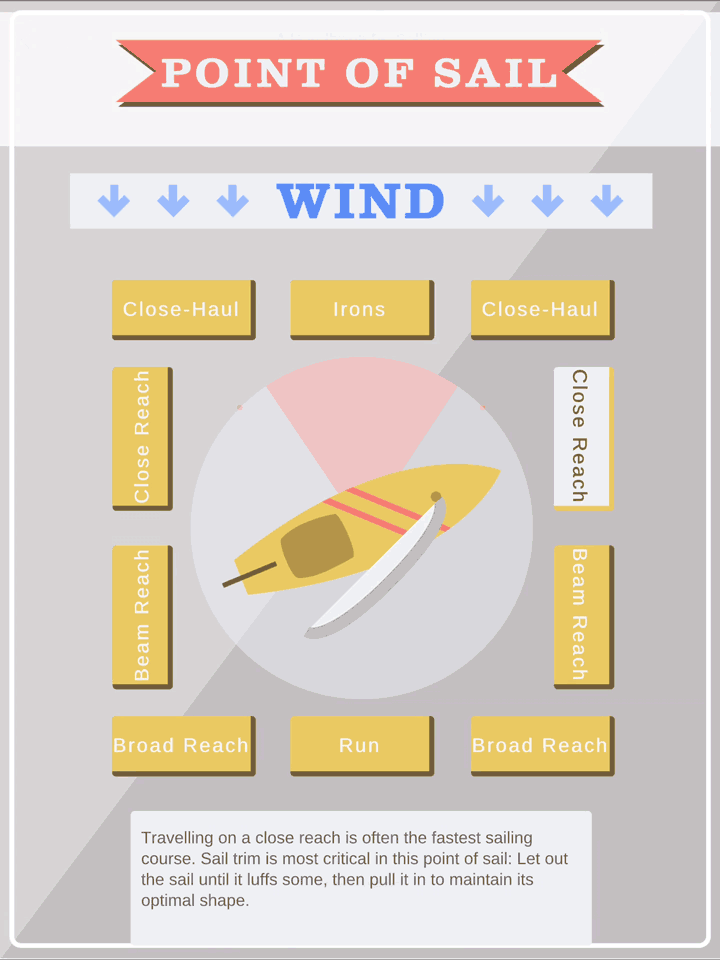 POINT OF SAIL
WIND
Close-Haul
Irons
Close-Haul
Close Reach
Close Reach
Beam Reach
Beam Reach
Broad Reach
Run
Broad Reach
Travelling on a close reach is often the fastest sailing
course. Sail trim is most critical in this point of sail: Let out
the sail until it luffs some, then pull it in to maintain its
optimal shape.